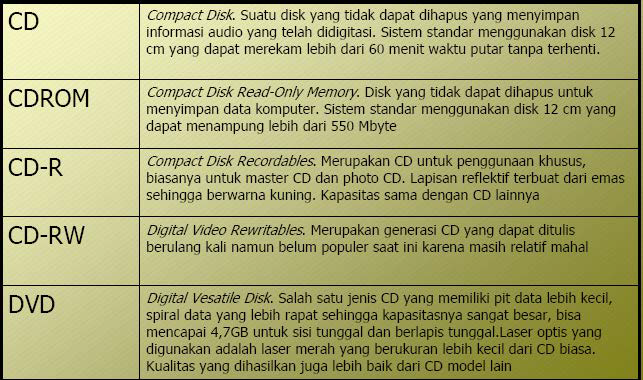 CD
Compact Disk. Suatu disk yang tidak dapat dihapus yang menyimpan
informasi audio yang telah didigitasi. Sistem standar menggunakan disk 12
cm yang dapat merekam lebih dari 60 menit waktu putar tanpa terhenti.
CDROM
Compact Disk Read-Only Memory. Disk yang tidak dapat dihapus untuk
menyimpan data komputer. Sistem standar menggunakan disk 12 cm yang
dapat menampung lebih dari 550 Mbyte
CD-R
Compact Disk Recordables. Merupakan CD untuk penggunaan khusus,
biasanya untuk master CD dan photo CD. Lapisan reflektif terbuat dari emas
sehingga berwarna kuning. Kapasitas sama dengan CD lainnya
CD-RW
Digital Video Rewritables. Merupakan generasi CD yang dapat ditulis
berulang kali namun belum populer saat ini karena masih relatif mahal
DVD
Digital Vesatile Disk. Salah satu jenis CD yang memiliki pit data lebih kecil,
spiral data yang lebih rapat sehingga kapasitasnya sangat besar, bisa
mencapai 4,7GB untuk sisi tunggal dan berlapis tunggal.Laser optis yang
digunakan adalah laser merah yang berukuran lebih kecil dari CD biasa.
Kualitas yang dihasilkan juga lebih baik dari CD model lain